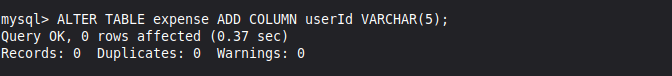 mysql> ALTER TABLE expense ADD COLUMN userId VARCHAR(5);
Query OK, 0 rows affected (0.37 sec)
Records: 0  Duplicates: 0  Warnings: 0